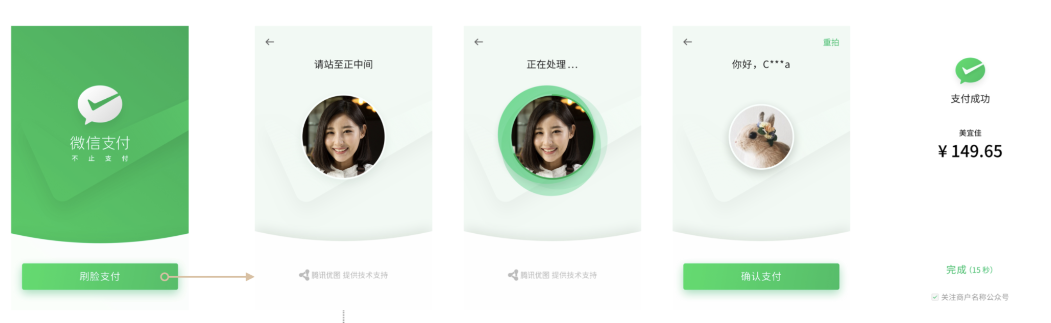 微信支付
不止支付
刷脸支付
←
请站至正中间
腾讯优图 提供技术支持
←
正在处理...
腾讯优图 提供技术支持
←
重拍
你好，C***a
确认支付
支付成功
美宜佳
¥ 149.65
完成 (15 秒)
关注商户名称公众号